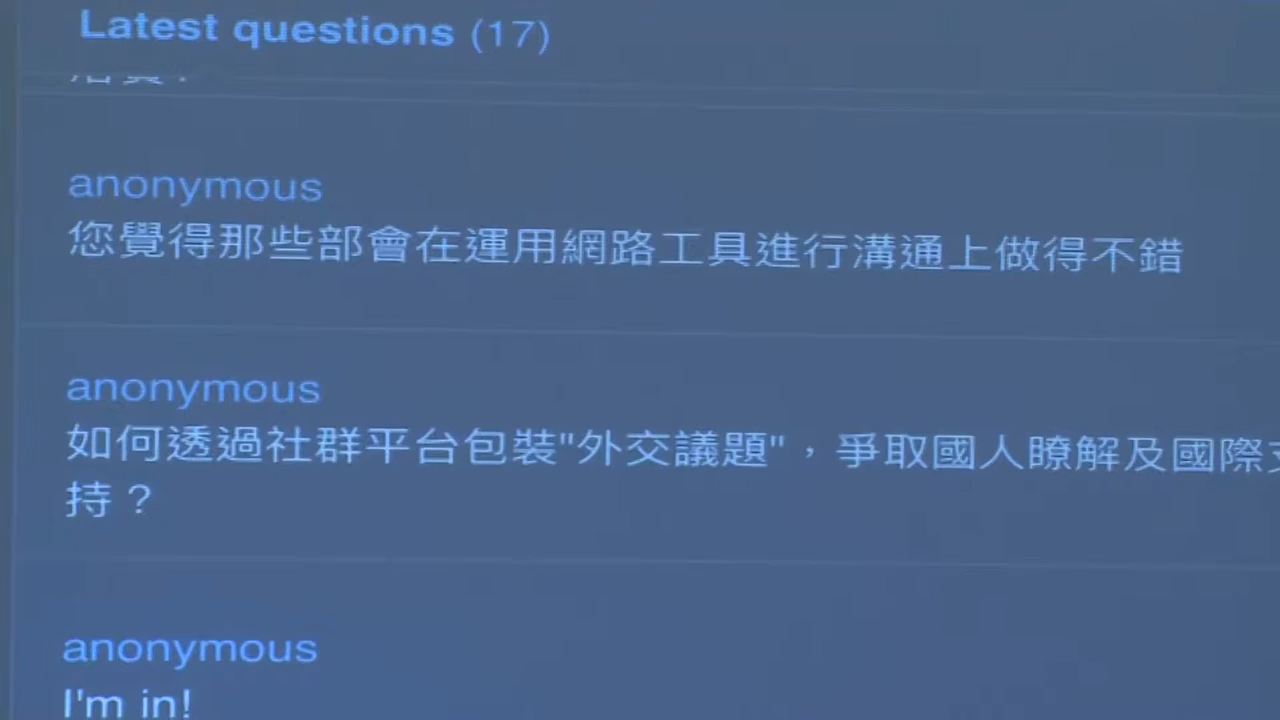 Latest questions (17)
anonymous
您覺得那些部會在運用網路工具進行溝通上做得不錯
anonymous
如何透過社群平台包裝"外交議題"，爭取國人瞭解及國際
持？
anonymous
I'm in!